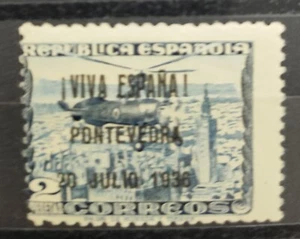 REPUBLICA ESPAÑOLA
¡VIVA ESPAÑA!
PONTEVEDRA
20 JULIO 1936
2 CORREOS